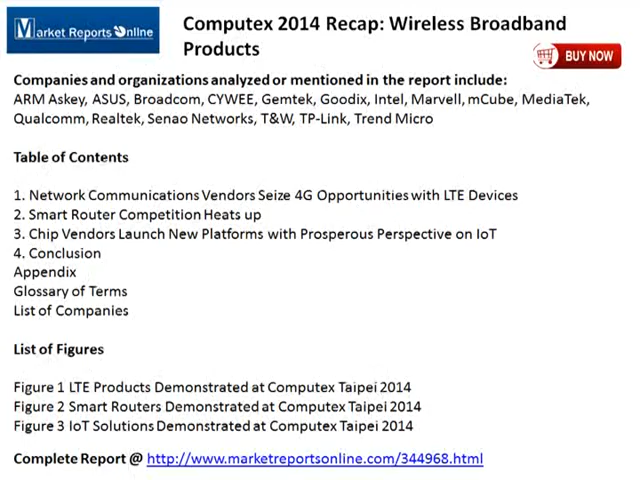 Market Reports Online
Computex 2014 Recap: Wireless Broadband
Products
BUY NOW
Companies and organizations analyzed or mentioned in the report include:
ARM Askey, ASUS, Broadcom, CYWEE, Gemtek, Goodix, Intel, Marvell, mCube, MediaTek,
Qualcomm, Realtek, Senao Networks, T&W, TP-Link, Trend Micro
Table of Contents
1. Network Communications Vendors Seize 4G Opportunities with LTE Devices
2. Smart Router Competition Heats up
3. Chip Vendors Launch New Platforms with Prosperous Perspective on IoT
4. Conclusion
Appendix
Glossary of Terms
List of Companies
List of Figures
Figure 1 LTE Products Demonstrated at Computex Taipei 2014
Figure 2 Smart Routers Demonstrated at Computex Taipei 2014
Figure 3 IoT Solutions Demonstrated at Computex Taipei 2014
Complete Report @ http://www.marketreportsonline.com/344968.html